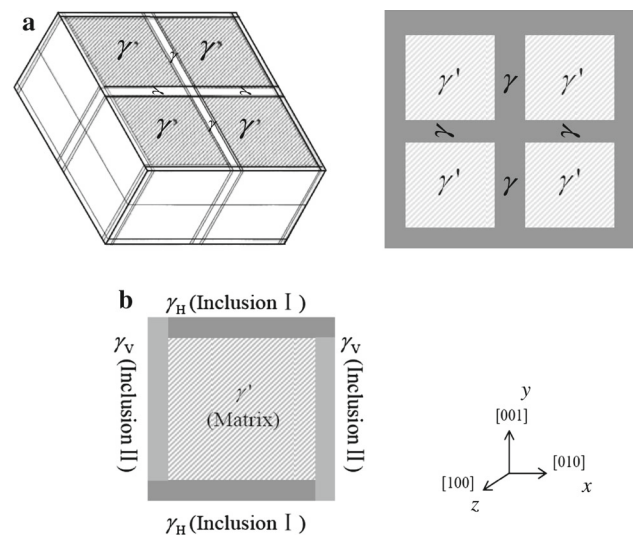 a
γ’ γ γ’
γ γ
γ’ γ γ’
γ' γ γ'
γ γ
γ' γ γ'
b
γH (Inclusion Ⅰ)
γV (Inclusion Ⅱ)
γ'
(Matrix)
γV (Inclusion Ⅱ)
γH (Inclusion Ⅰ)
y
[001]
[100]
[010]
z
x